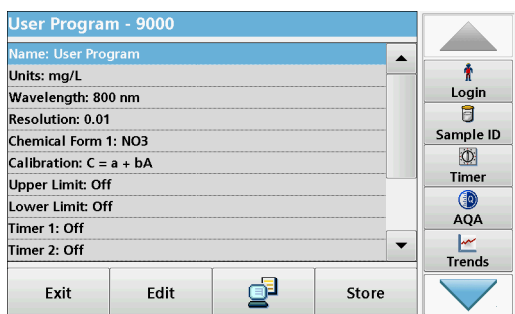 User Program - 9000
Name: User Program
Units: mg/L
Wavelength: 800 nm
Resolution: 0.01
Chemical Form 1: NO3
Calibration: C = a + bA
Upper Limit: Off
Lower Limit: Off
Timer 1: Off
Timer 2: Off
Exit
Edit
Store
Login
Sample ID
Timer
AQA
Trends